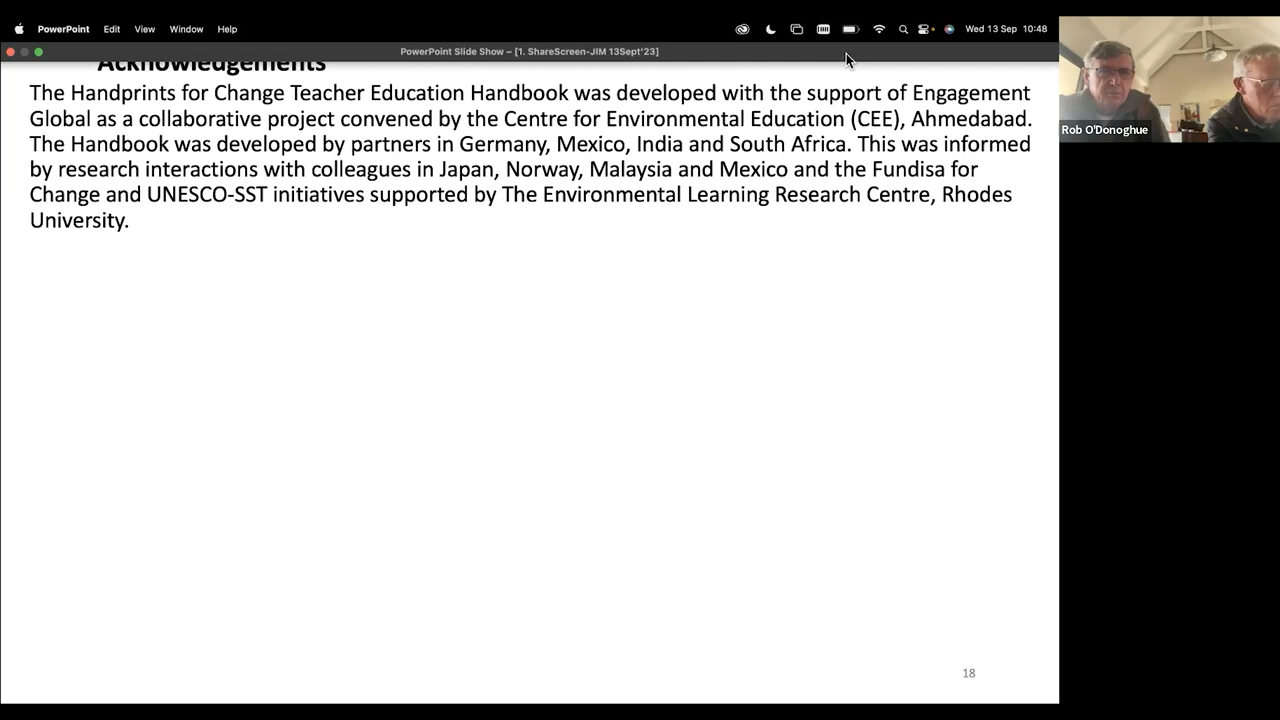 PowerPoint Edit View Window Help Wed 13 Sep 10:48
PowerPoint Slide Show – [1. ShareScreen-JIM 13Sept'23]
Acknowledgements
The Handprints for Change Teacher Education Handbook was developed with the support of Engagement
Global as a collaborative project convened by the Centre for Environmental Education (CEE), Ahmedabad.
The Handbook was developed by partners in Germany, Mexico, India and South Africa. This was informed
by research interactions with colleagues in Japan, Norway, Malaysia and Mexico and the Fundisa for
Change and UNESCO-SST initiatives supported by The Environmental Learning Research Centre, Rhodes
University.
18
Rob O'Donoghue